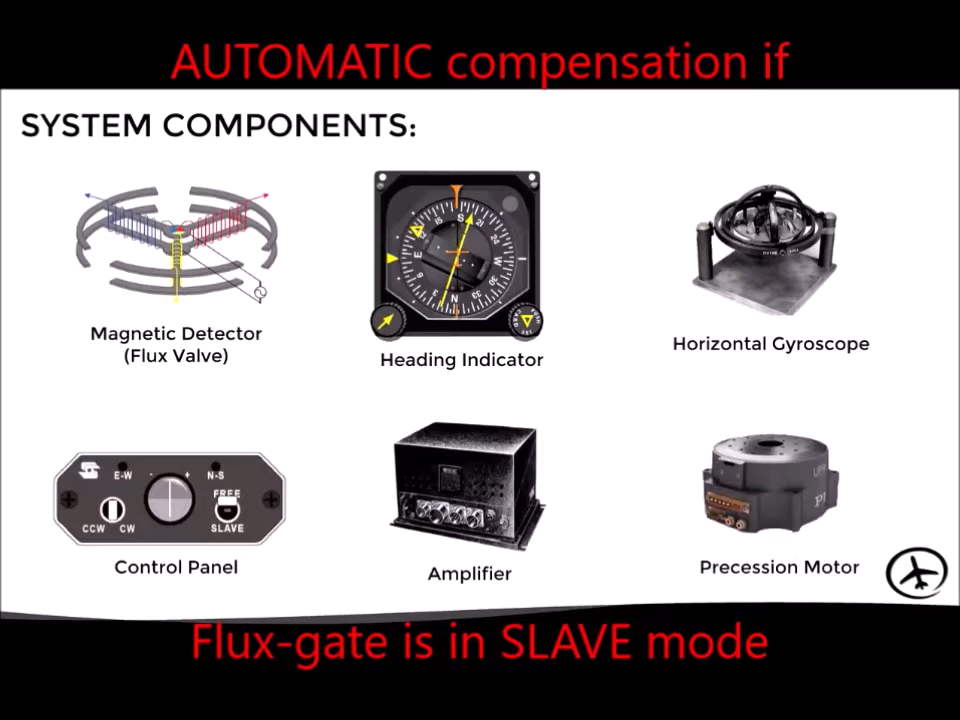 AUTOMATIC compensation if
SYSTEM COMPONENTS:
Magnetic Detector
(Flux Valve)
Heading Indicator
Horizontal Gyroscope
E-W - + N-S
FREE
CCW CW SLAVE
Control Panel
Amplifier
Precession Motor
Flux-gate is in SLAVE mode